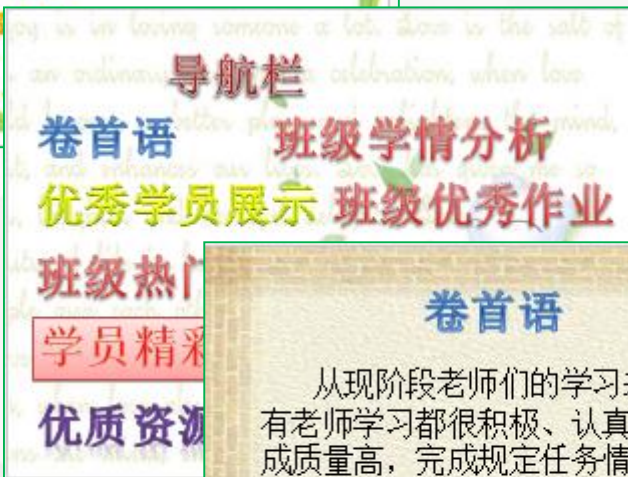 导航栏
卷首语 班级学情分析
优秀学员展示 班级优秀作业
班级热门
学员精彩
优质资源
卷首语
从现阶段老师们的学习
有老师学习都很积极、认真
成质量高，完成规定任务情